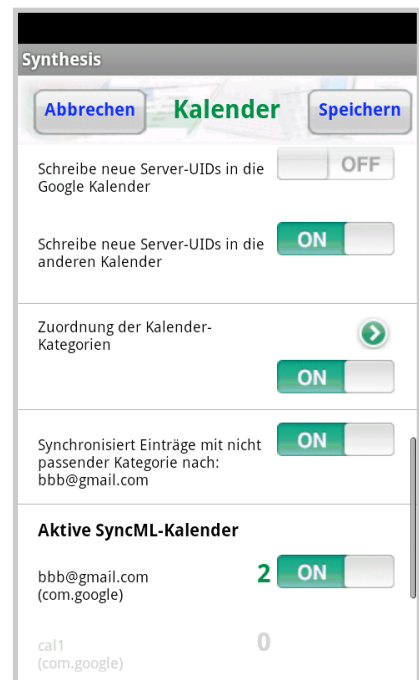 Synthesis
Abbrechen Kalender Speichern
Schreibe neue Server-UIDs in die
Google Kalender
OFF
Schreibe neue Server-UIDs in die
anderen Kalender
ON
Zuordnung der Kalender-
Kategorien
ON
Synchronisiert Einträge mit nicht
passender Kategorie nach:
bbb@gmail.com
ON
Aktive SyncML-Kalender
bbb@gmail.com
(com.google)
2 ON
cal1
(com.google)
0